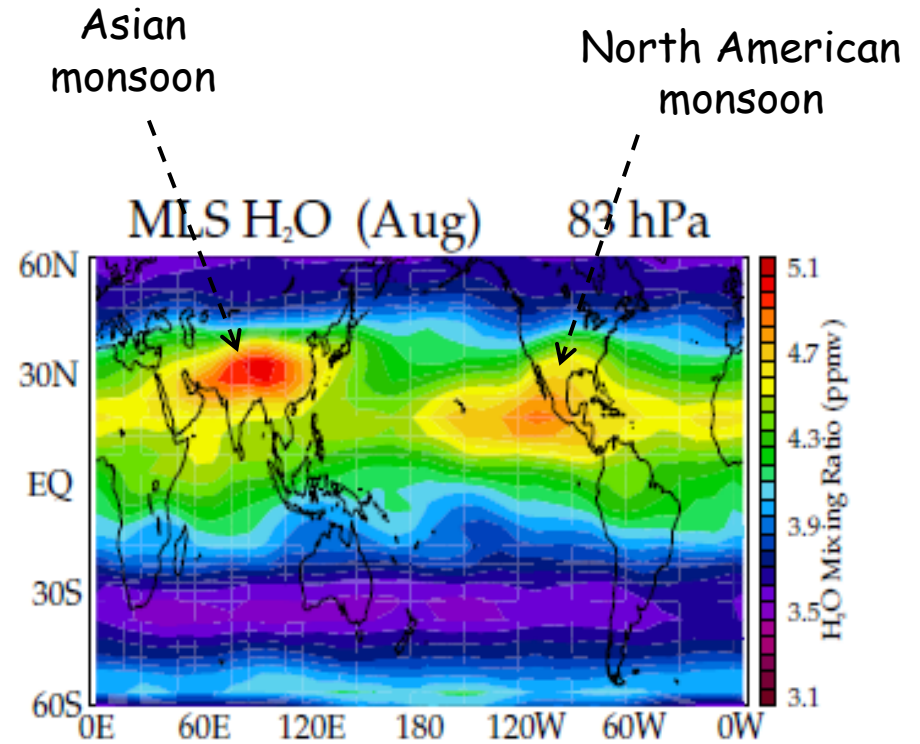 Asian
monsoon
North American
monsoon
MLS H₂O (Aug) 83 hPa
60N
30N
EQ
30S
60S
0E 60E 120E 180 120W 60W 0W
5.1
4.7
4.3
3.9
3.5
3.1
H₂O Mixing Ratio (ppmv)